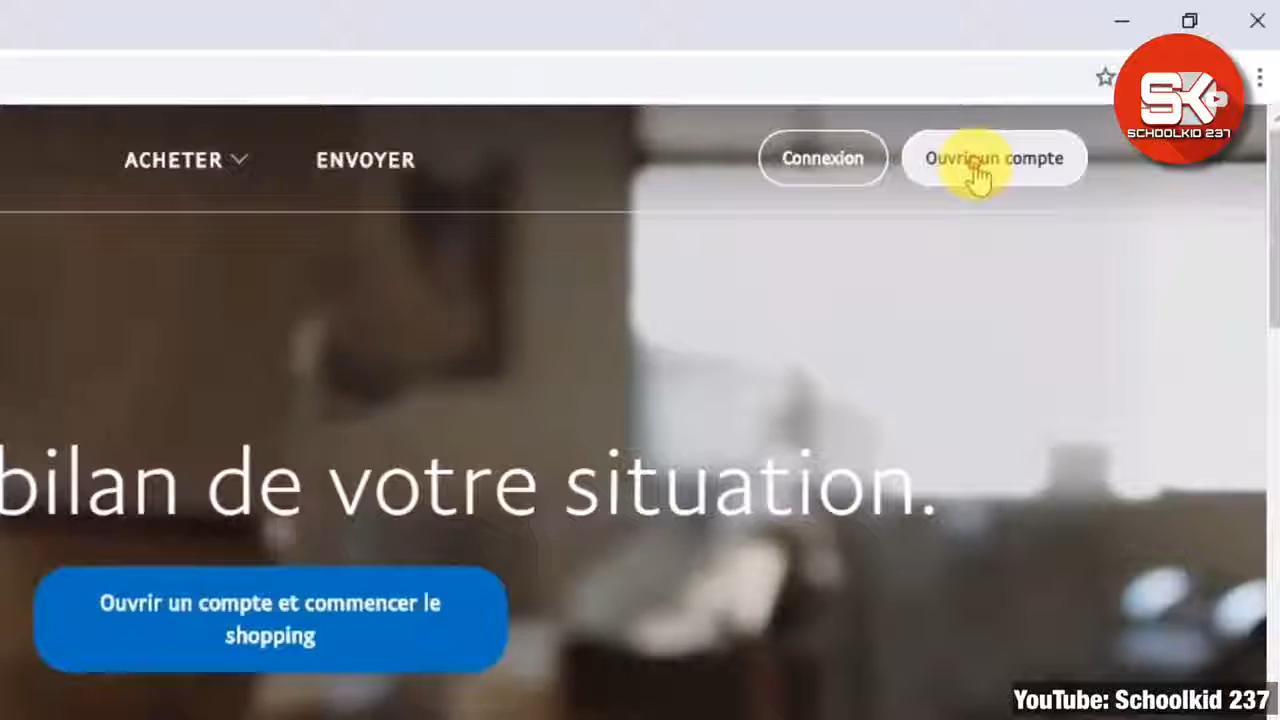 SK
SCHOOLKID 237
ACHETER
ENVOYER
Connexion
Ouvrir un compte
bilan de votre situation.
Ouvrir un compte et commencer le
shopping
YouTube: Schoolkid 237